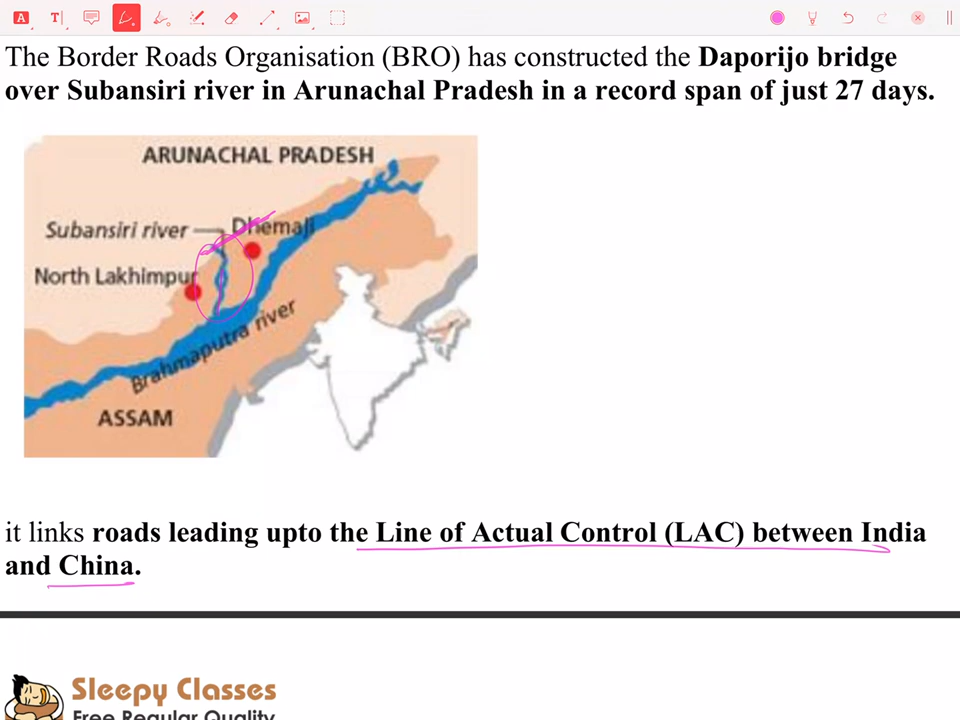 The Border Roads Organisation (BRO) has constructed the Daporijo bridge
over Subansiri river in Arunachal Pradesh in a record span of just 27 days.
ARUNACHAL PRADESH
Subansiri river
Dhemaji
North Lakhimpur
Brahmaputra river
ASSAM
it links roads leading upto the Line of Actual Control (LAC) between India
and China.
Sleepy Classes
Free Regular Quality